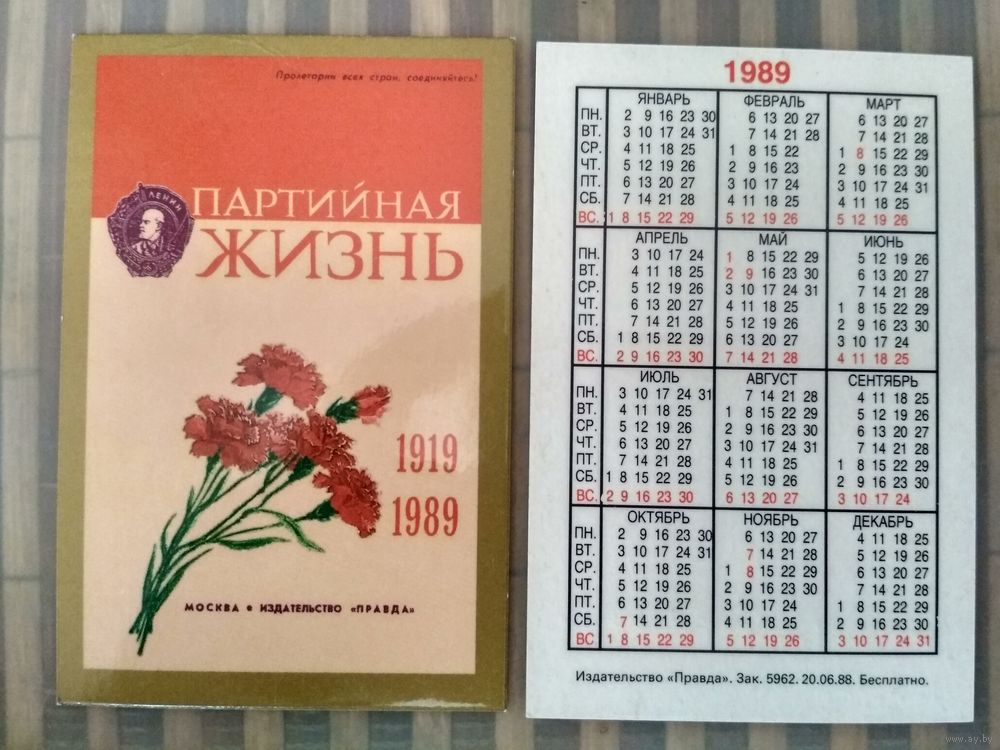 Пролетарии всех стран, соединяйтесь!
ЛЕНИН
ПАРТИЙНАЯ
ЖИЗНЬ
1919
1989
МОСКВА • ИЗДАТЕЛЬСТВО «ПРАВДА»
1989
ЯНВАРЬ ФЕВРАЛЬ МАРТ
ПН. 2 9 16 23 30 6 13 20 27 6 13 20 27
ВТ. 3 10 17 24 31 7 14 21 28 7 14 21 28
СР. 4 11 18 25 1 8 15 22 1 8 15 22 29
ЧТ. 5 12 19 26 2 9 16 23 2 9 16 23 30
ПТ. 6 13 20 27 3 10 17 24 3 10 17 24 31
СБ. 7 14 21 28 4 11 18 25 4 11 18 25
ВС. 1 8 15 22 29 5 12 19 26 5 12 19 26
АПРЕЛЬ МАЙ ИЮНЬ
ПН. 3 10 17 24 1 8 15 22 29 5 12 19 26
ВТ. 4 11 18 25 2 9 16 23 30 6 13 20 27
СР. 5 12 19 26 3 10 17 24 31 7 14 21 28
ЧТ. 6 13 20 27 4 11 18 25 1 8 15 22 29
ПТ. 7 14 21 28 5 12 19 26 2 9 16 23 30
СБ. 1 8 15 22 29 6 13 20 27 3 10 17 24
ВС. 2 9 16 23 30 7 14 21 28 4 11 18 25
ИЮЛЬ АВГУСТ СЕНТЯБРЬ
ПН. 3 10 17 24 31 7 14 21 28 4 11 18 25
ВТ. 4 11 18 25 1 8 15 22 29 5 12 19 26
СР. 5 12 19 26 2 9 16 23 30 6 13 20 27
ЧТ. 6 13 20 27 3 10 17 24 31 7 14 21 28
ПТ. 7 14 21 28 4 11 18 25 1 8 15 22 29
СБ. 1 8 15 22 29 5 12 19 26 2 9 16 23 30
ВС. 2 9 16 23 30 6 13 20 27 3 10 17 24
ОКТЯБРЬ НОЯБРЬ ДЕКАБРЬ
ПН. 2 9 16 23 30 6 13 20 27 4 11 18 25
ВТ. 3 10 17 24 31 7 14 21 28 5 12 19 26
СР. 4 11 18 25 1 8 15 22 29 6 13 20 27
ЧТ. 5 12 19 26 2 9 16 23 30 7 14 21 28
ПТ. 6 13 20 27 3 10 17 24 1 8 15 22 29
СБ. 7 14 21 28 4 11 18 25 2 9 16 23 30
ВС 1 8 15 22 29 5 12 19 26 3 10 17 24 31
Издательство «Правда». Зак. 5962. 20.06.88. Бесплатно.
www.ay.by